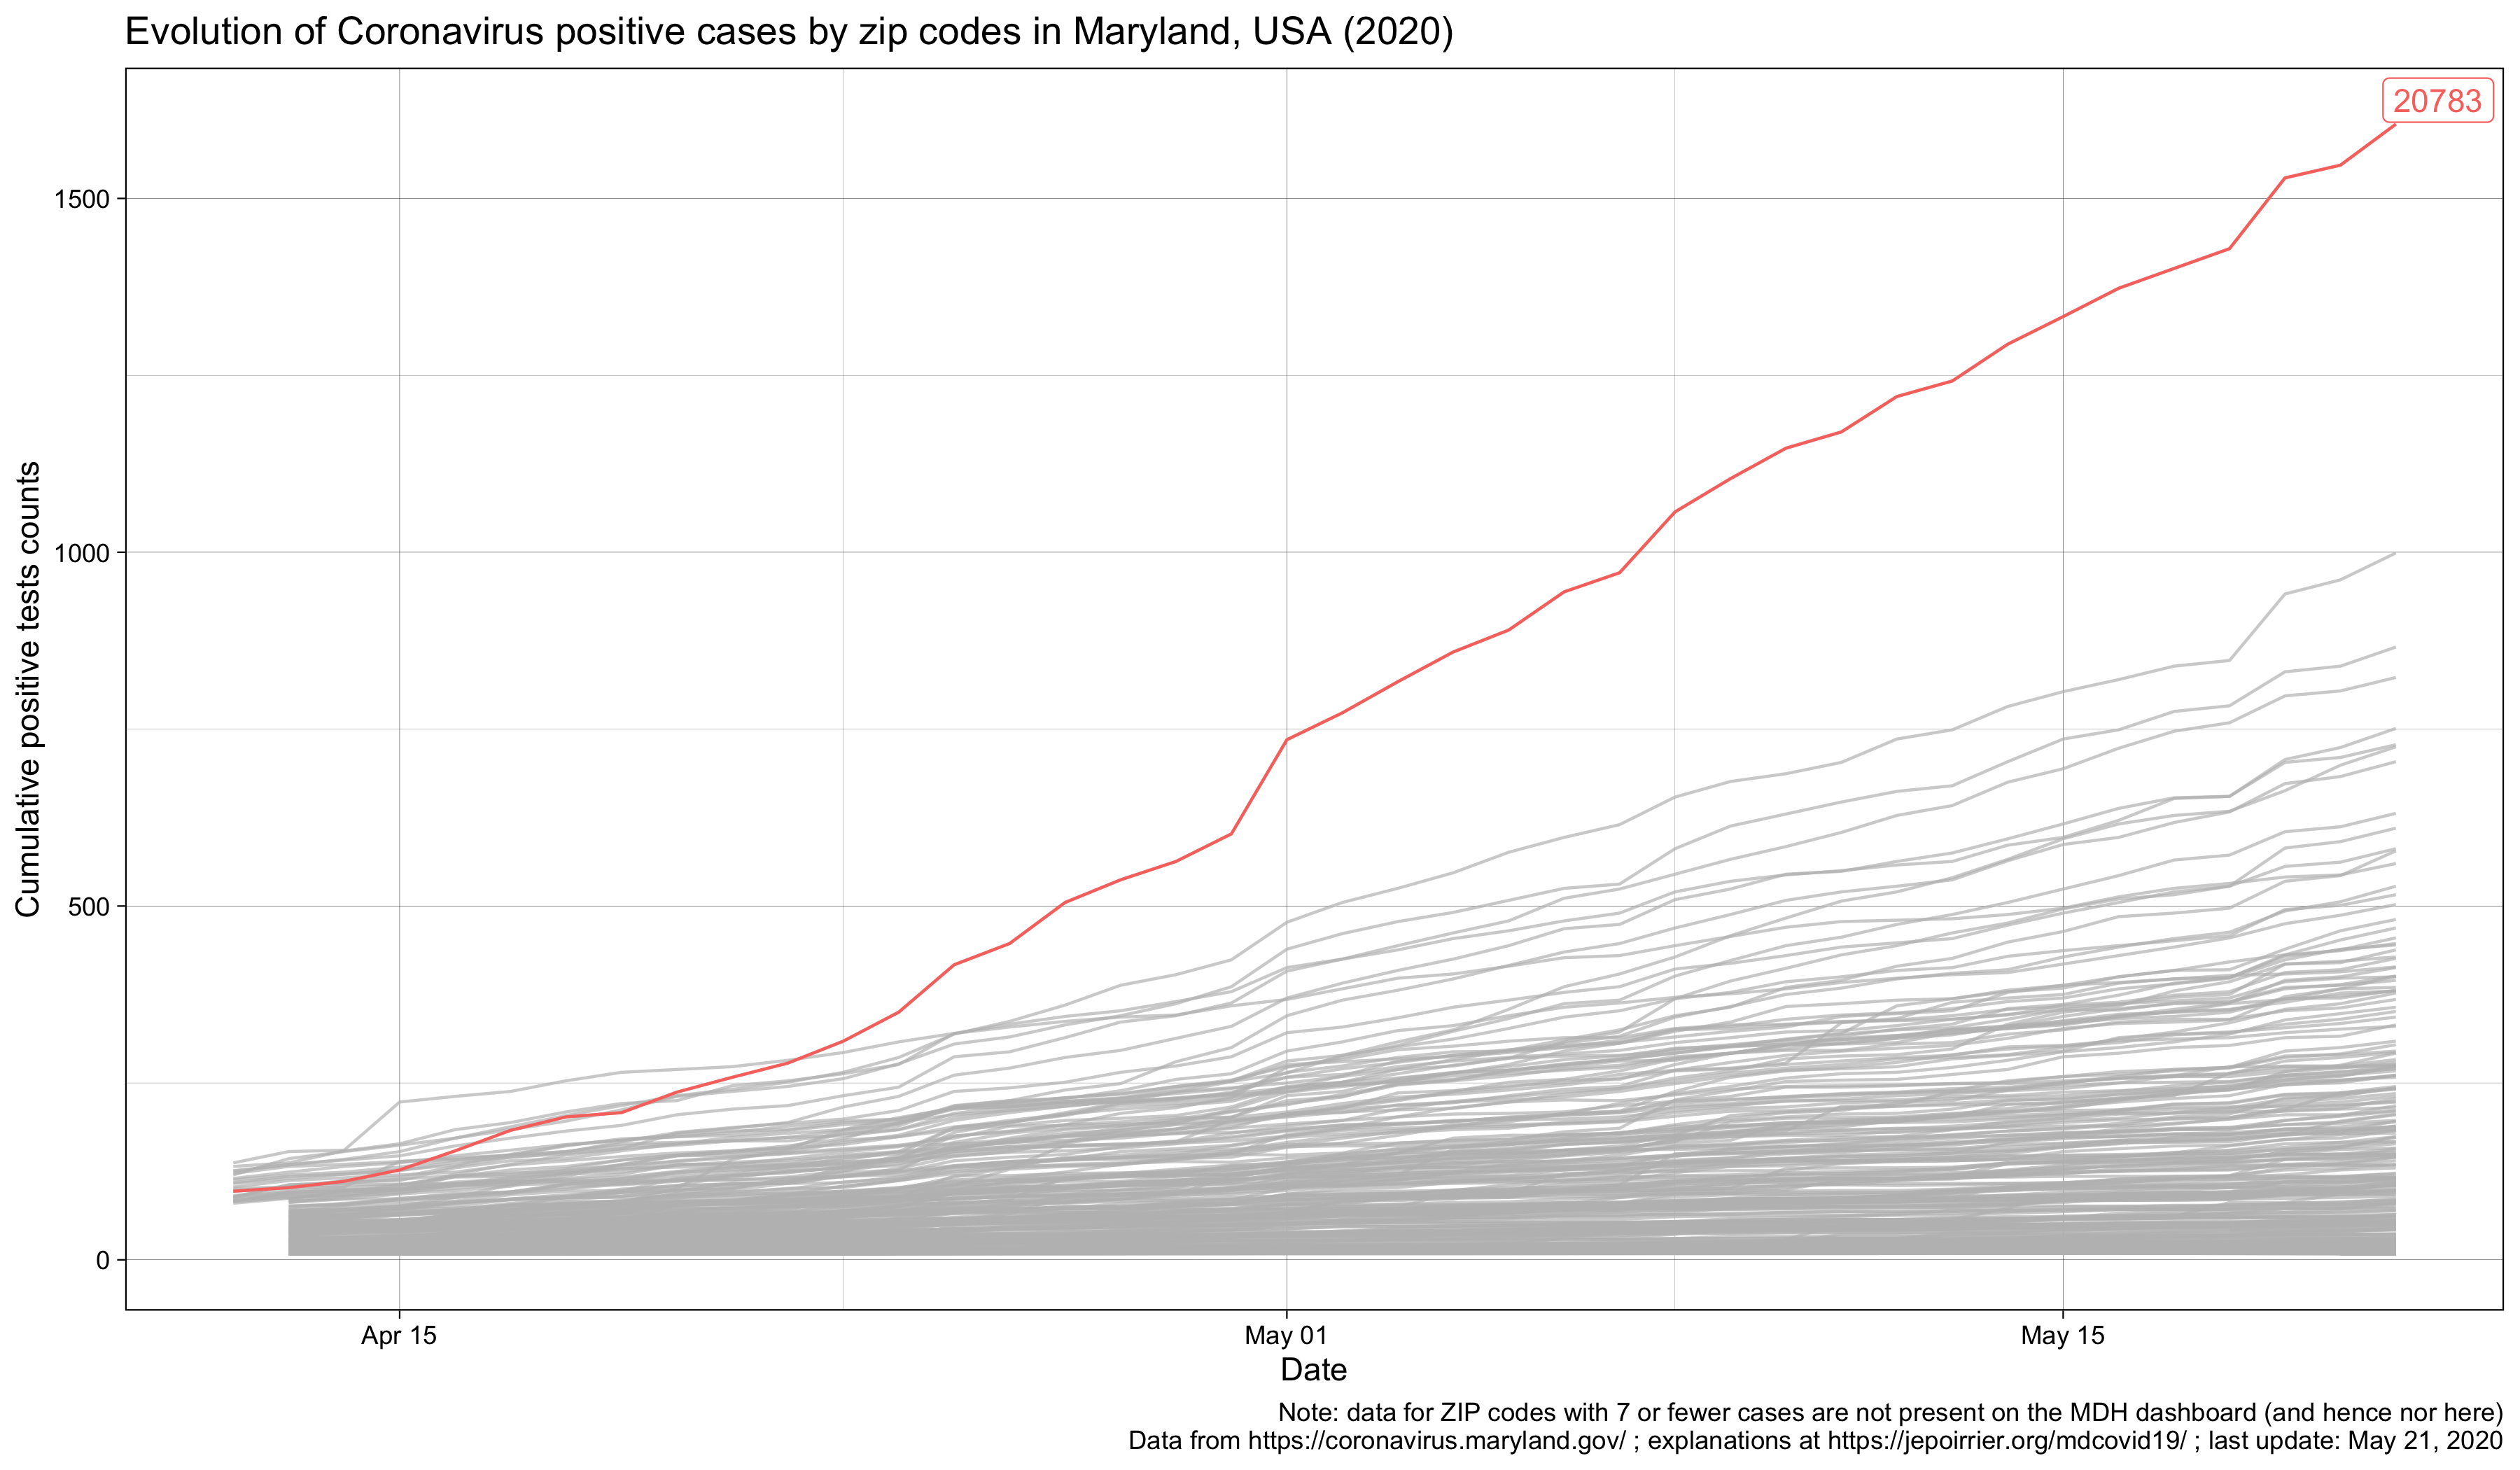 Evolution of Coronavirus positive cases by zip codes in Maryland, USA (2020)
20783
1500
1000
500
0
Cumulative positive tests counts
Apr 15
May 01
May 15
Date
Note: data for ZIP codes with 7 or fewer cases are not present on the MDH dashboard (and hence nor here)
Data from https://coronavirus.maryland.gov/ ; explanations at https://jepoirrier.org/mdcovid19/ ; last update: May 21, 2020